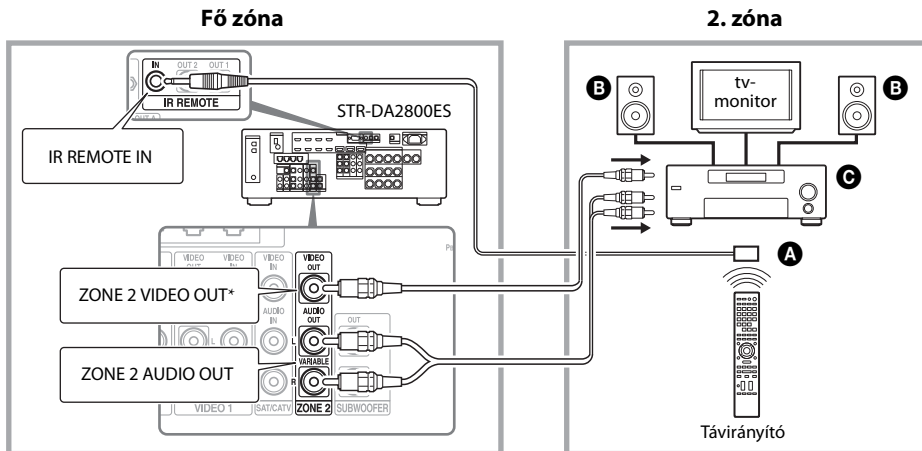 Fő zóna
2. zóna
IN
OUT 2
OUT 1
IR REMOTE
STR-DA2800ES
IR REMOTE IN
B
tv-
monitor
B
C
A
VIDEO
OUT
VIDEO
IN
VIDEO
IN
VIDEO
OUT
ZONE 2 VIDEO OUT*
AUDIO
IN
AUDIO
OUT
OUT
L
L
VARIABLE
ZONE 2 AUDIO OUT
R
VIDEO 1
SAT/CATV
ZONE 2
SUBWOOFER
Távirányító